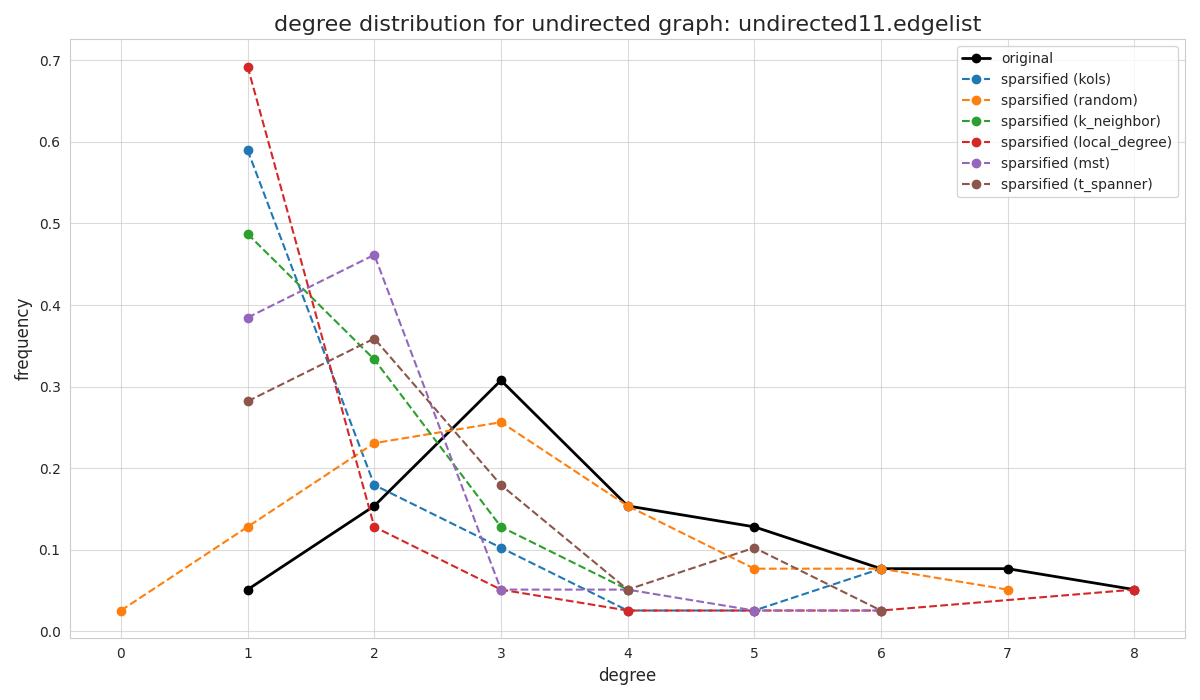 degree distribution for undirected graph: undirected11.edgelist
original
sparsified (kols)
sparsified (random)
sparsified (k_neighbor)
sparsified (local_degree)
sparsified (mst)
sparsified (t_spanner)
0.7
0.6
0.5
0.4
0.3
0.2
0.1
0.0
frequency
0 1 2 3 4 5 6 7 8
degree